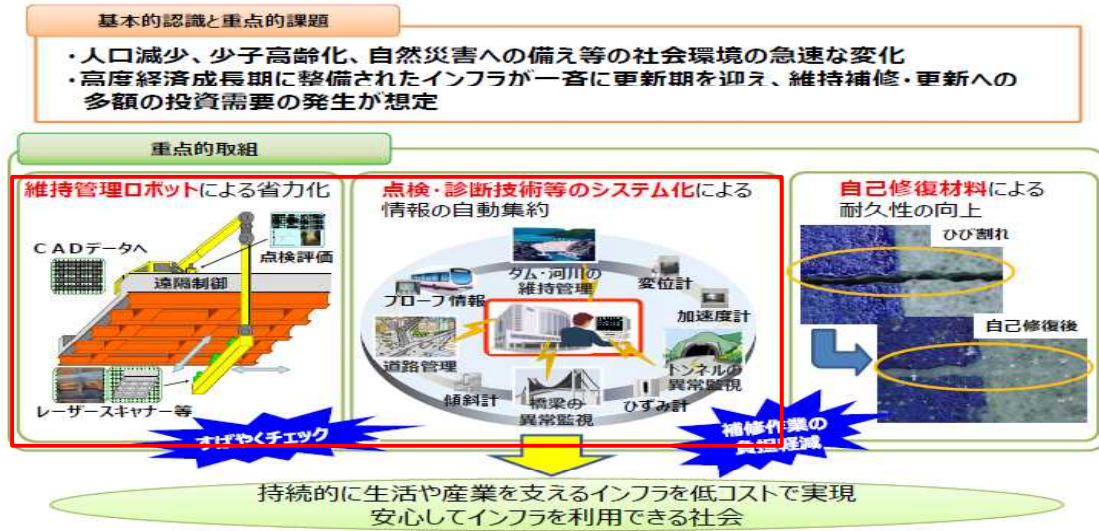 基本的認識と重点的課題
・人口減少、少子高齢化、自然災害への備え等の社会環境の急速な変化
・高度経済成長期に整備されたインフラが一斉に更新期を迎え、維持補修・更新への
多額の投資需要の発生が想定
重点的取組
維持管理ロボットによる省力化
CADデータへ
点検評価
遠隔制御
レーザースキャナー等
すばやくチェック
点検・診断技術等のシステム化による
情報の自動集約
ダム・河川の
維持管理
プローブ情報
変位計
加速度計
道路管理
トンネルの
異常監視
傾斜計
橋梁の
異常監視
ひずみ計
補修作業の
負担軽減
自己修復材料による
耐久性の向上
ひび割れ
自己修復後
持続的に生活や産業を支えるインフラを低コストで実現
安心してインフラを利用できる社会